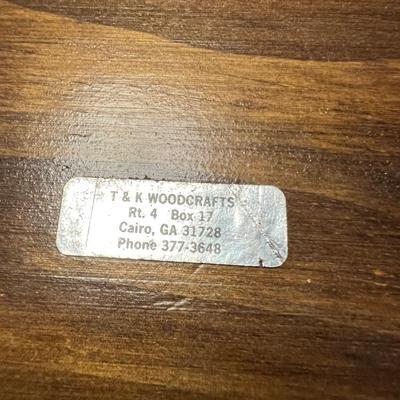 T & K WOODCRAFTS
Rt. 4 Box 17
Cairo, GA 31728
Phone 377-3648